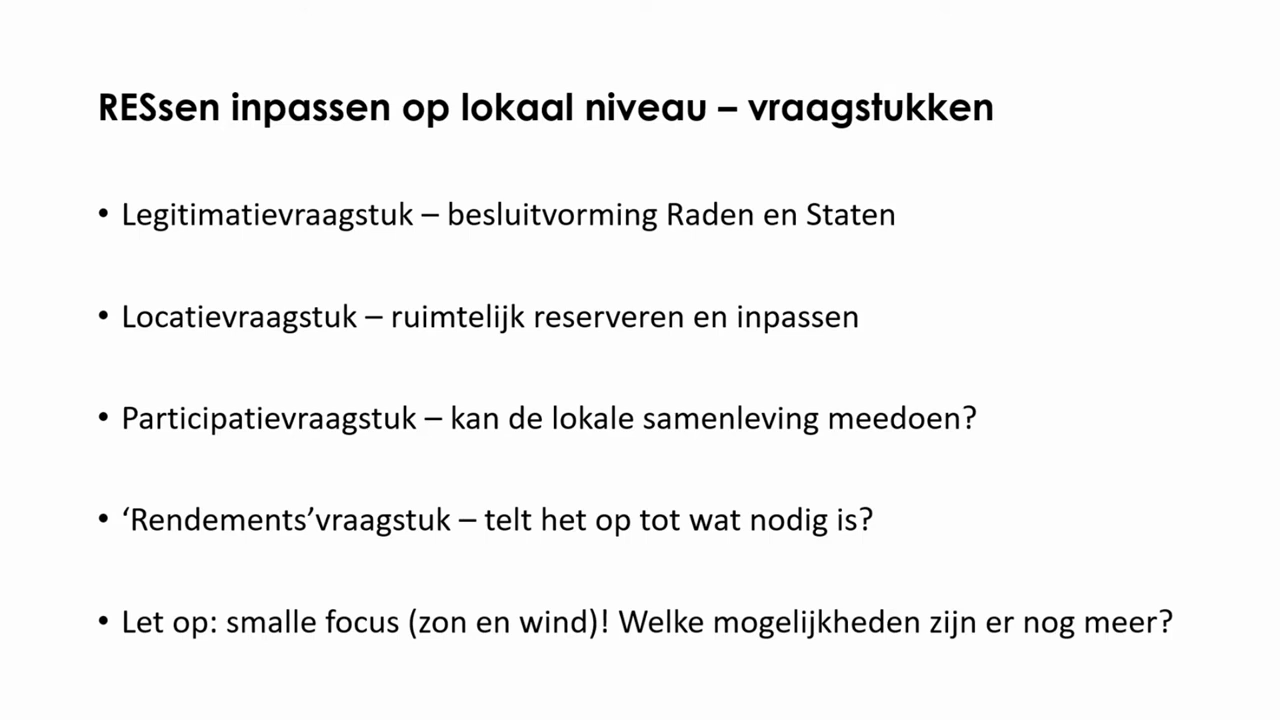 RESsen inpassen op lokaal niveau – vraagstukken
• Legitimatievraagstuk – besluitvorming Raden en Staten
• Locatievraagstuk – ruimtelijk reserveren en inpassen
• Participatievraagstuk – kan de lokale samenleving meedoen?
• ‘Rendements’vraagstuk – telt het op tot wat nodig is?
• Let op: smalle focus (zon en wind)! Welke mogelijkheden zijn er nog meer?